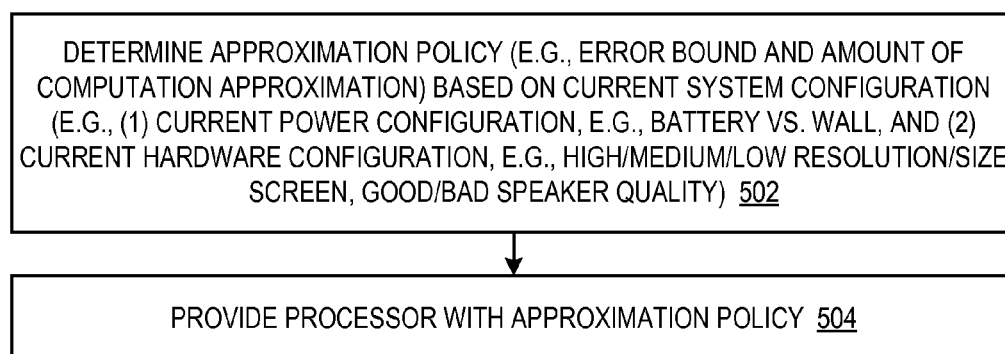 DETERMINE APPROXIMATION POLICY (E.G., ERROR BOUND AND AMOUNT OF
COMPUTATION APPROXIMATION) BASED ON CURRENT SYSTEM CONFIGURATION
(E.G., (1) CURRENT POWER CONFIGURATION, E.G., BATTERY VS. WALL, AND (2)
CURRENT HARDWARE CONFIGURATION, E.G., HIGH/MEDIUM/LOW RESOLUTION/SIZE
SCREEN, GOOD/BAD SPEAKER QUALITY) 502
PROVIDE PROCESSOR WITH APPROXIMATION POLICY 504